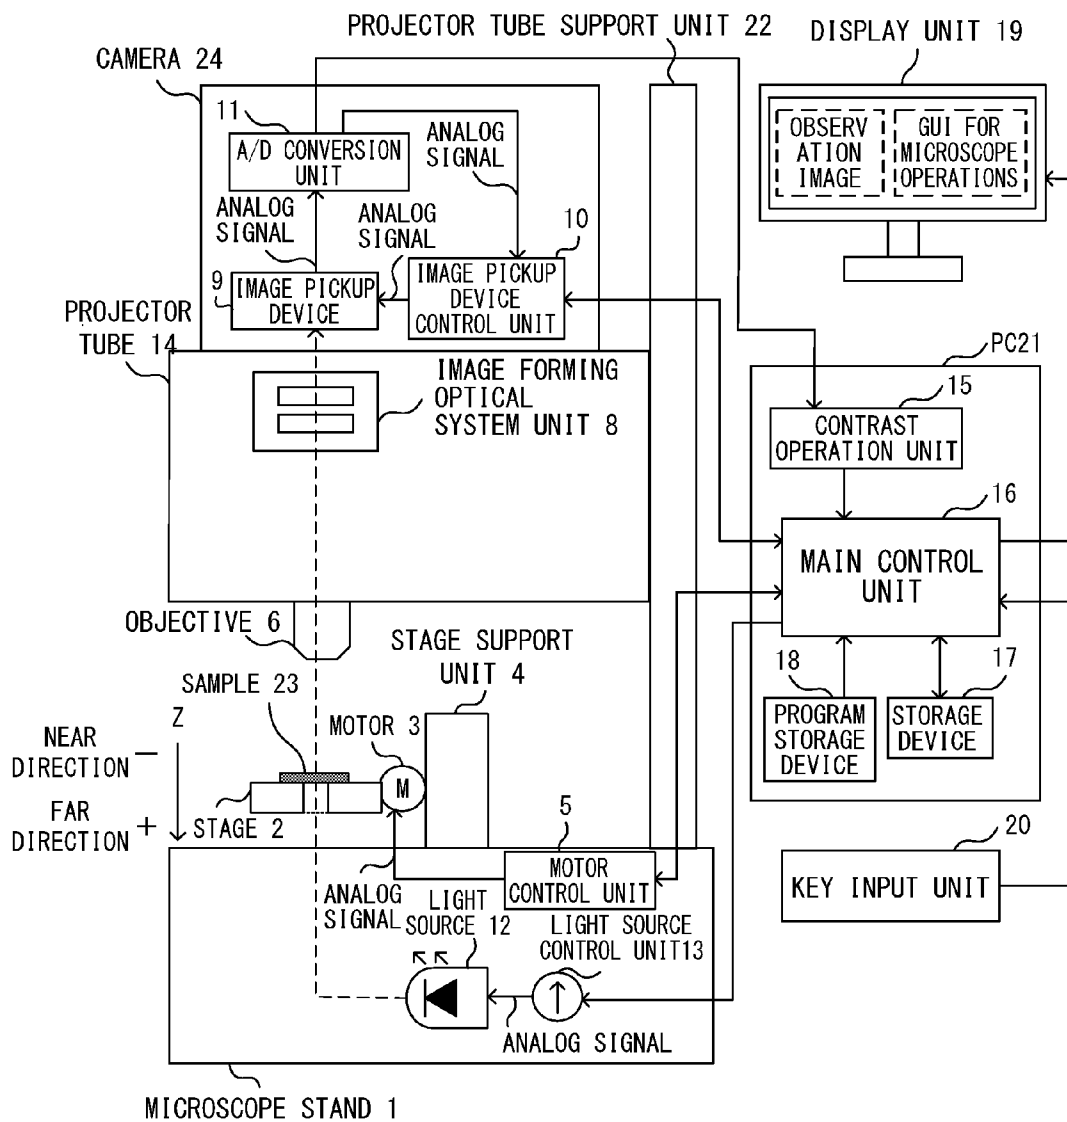 PROJECTOR TUBE SUPPORT UNIT 22
DISPLAY UNIT 19
CAMERA 24
11
A/D CONVERSION
UNIT
ANALOG
SIGNAL
OBSERV
ATION
IMAGE
GUI FOR
MICROSCOPE
OPERATIONS
ANALOG
SIGNAL
ANALOG
SIGNAL
10
9
IMAGE PICKUP
DEVICE
IMAGE PICKUP
DEVICE
CONTROL UNIT
PROJECTOR
TUBE 14
IMAGE FORMING
OPTICAL
SYSTEM UNIT 8
PC21
15
CONTRAST
OPERATION UNIT
16
MAIN CONTROL
UNIT
OBJECTIVE 6
STAGE SUPPORT
UNIT 4
SAMPLE 23
MOTOR 3
18
17
PROGRAM
STORAGE
DEVICE
STORAGE
DEVICE
Z
NEAR
DIRECTION −
FAR
DIRECTION +
M
STAGE 2
5
MOTOR
CONTROL UNIT
20
KEY INPUT UNIT
ANALOG
SIGNAL
LIGHT
SOURCE 12
LIGHT SOURCE
CONTROL UNIT13
ANALOG SIGNAL
MICROSCOPE STAND 1